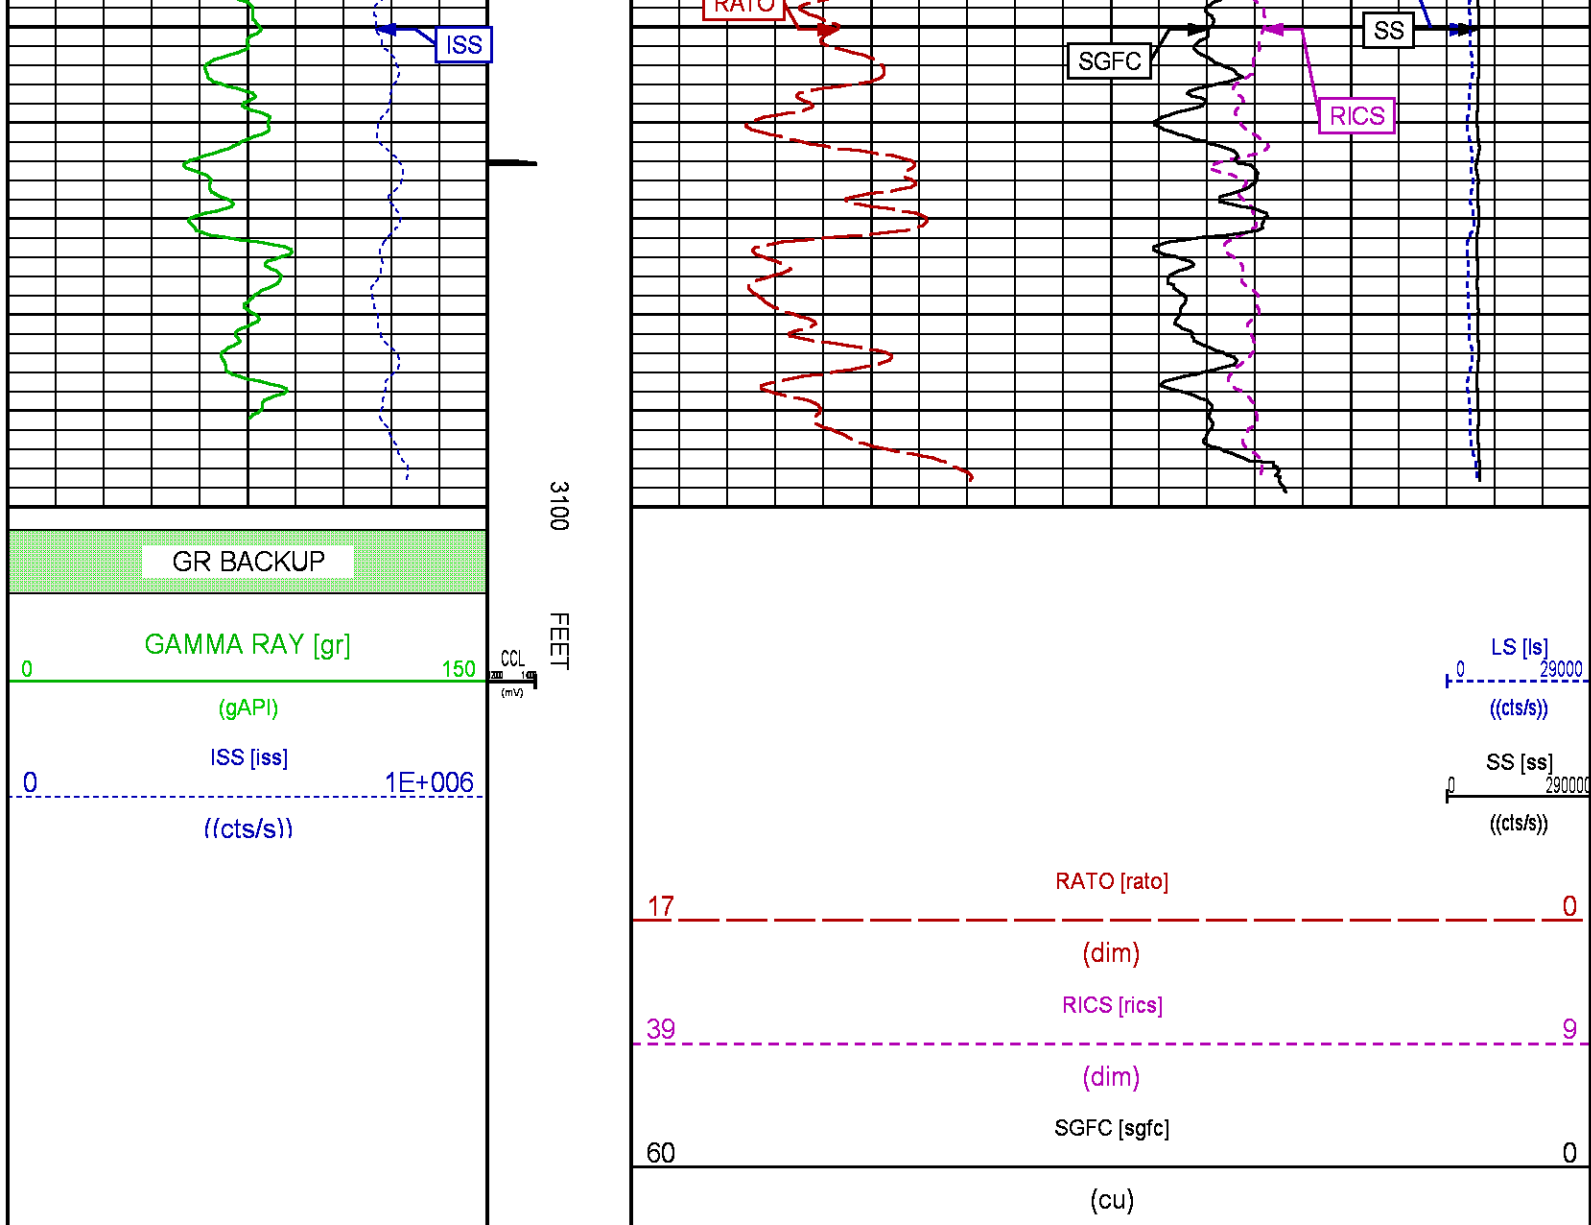 RATO
ISS
SGFC
SS
RICS
3100
FEET
GR BACKUP
GAMMA RAY [gr]
0 150
(gAPI)
CCL
(mV)
ISS [iss]
0 1E+006
((cts/s))
LS [ls]
0 29000
((cts/s))
SS [ss]
0 290000
((cts/s))
RATO [rato]
17 0
(dim)
RICS [rics]
39 9
(dim)
SGFC [sgfc]
60 0
(cu)